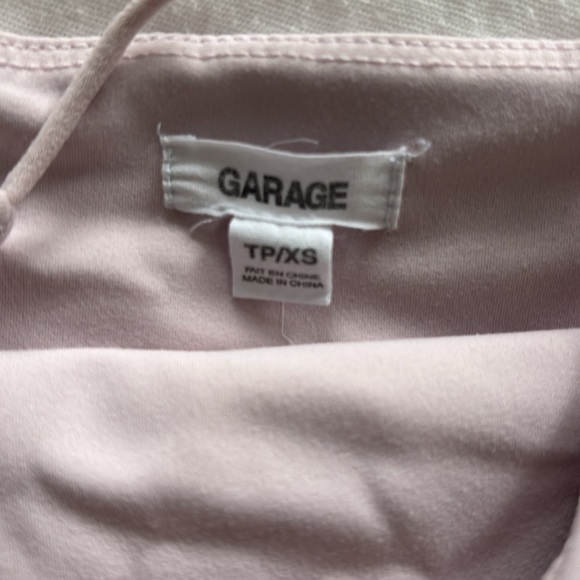 GARAGE
TP/XS
FAIT EN CHINE
MADE IN CHINA